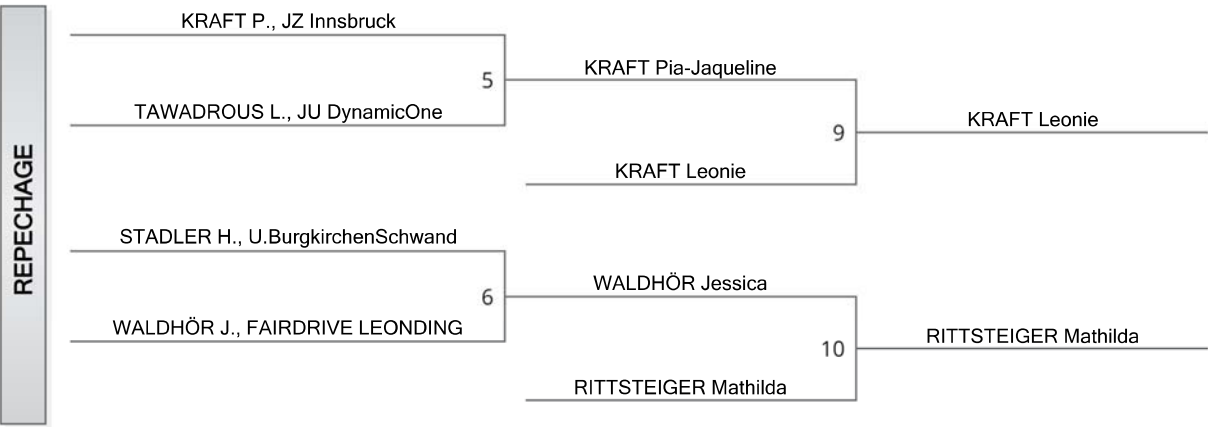 REPECHAGE
KRAFT P., JZ Innsbruck
5
TAWADROUS L., JU DynamicOne
KRAFT Pia-Jaqueline
9
KRAFT Leonie
KRAFT Leonie
STADLER H., U.BurgkirchenSchwand
6
WALDHÖR J., FAIRDRIVE LEONDING
WALDHÖR Jessica
10
RITTSTEIGER Mathilda
RITTSTEIGER Mathilda